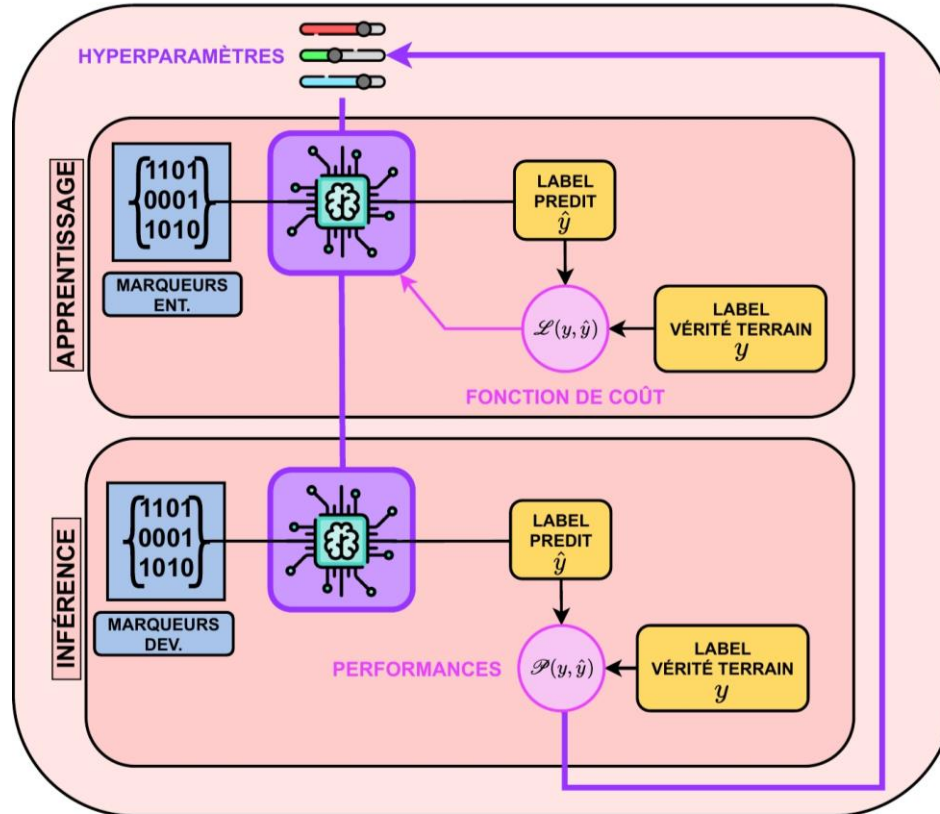 HYPERPARAMÈTRES
APPRENTISSAGE
1101
0001
1010
MARQUEURS
ENT.
LABEL
PREDIT
ŷ
ℒ(y, ŷ)
LABEL
VÉRITÉ TERRAIN
y
FONCTION DE COÛT
INFÉRENCE
1101
0001
1010
MARQUEURS
DEV.
LABEL
PREDIT
ŷ
PERFORMANCES
𝒫(y, ŷ)
LABEL
VÉRITÉ TERRAIN
y